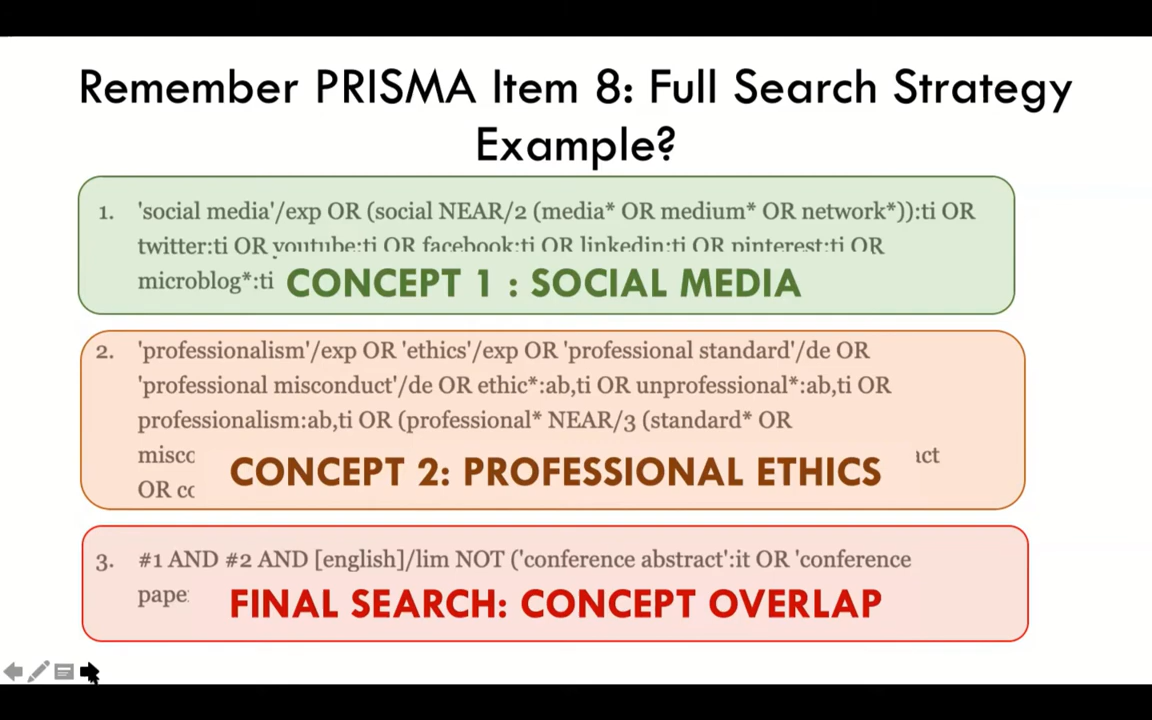 Remember PRISMA Item 8: Full Search Strategy
Example?
1. 'social media'/exp OR (social NEAR/2 (media* OR medium* OR network*)):ti OR
twitter:ti OR youtube:ti OR facebook:ti OR linkedin:ti OR pinterest:ti OR
microblog*:ti
CONCEPT 1 : SOCIAL MEDIA
2. 'professionalism'/exp OR 'ethics'/exp OR 'professional standard'/de OR
'professional misconduct'/de OR ethic*:ab,ti OR unprofessional*:ab,ti OR
professionalism:ab,ti OR (professional* NEAR/3 (standard* OR
CONCEPT 2: PROFESSIONAL ETHICS
OR
3. #1 AND #2 AND [english]/lim NOT ('conference abstract':it OR 'conference
FINAL SEARCH: CONCEPT OVERLAP